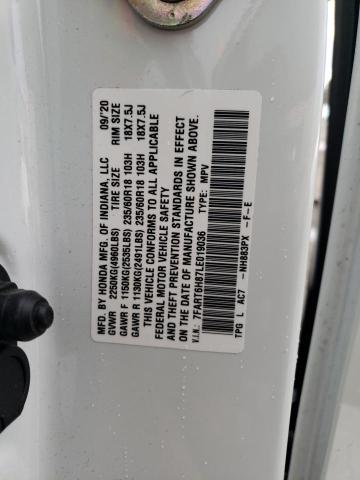 MFD. BY HONDA MFG. OF INDIANA, LLC 09/'20
GVWR 2250KG(4960LBS) TIRE SIZE RIM SIZE
GAWR F 1150KG(2535LBS) 235/60R18 103H 18X7.5J
GAWR R 1130KG(2491LBS) 235/60R18 103H 18X7.5J
THIS VEHICLE CONFORMS TO ALL APPLICABLE
FEDERAL MOTOR VEHICLE SAFETY
AND THEFT PREVENTION STANDARDS IN EFFECT
ON THE DATE OF MANUFACTURE SHOWN ABOVE.
V.I.N.: 7FART6H87LE019036 TYPE: MPV
TPG L AC7 -NH883PX -F-E